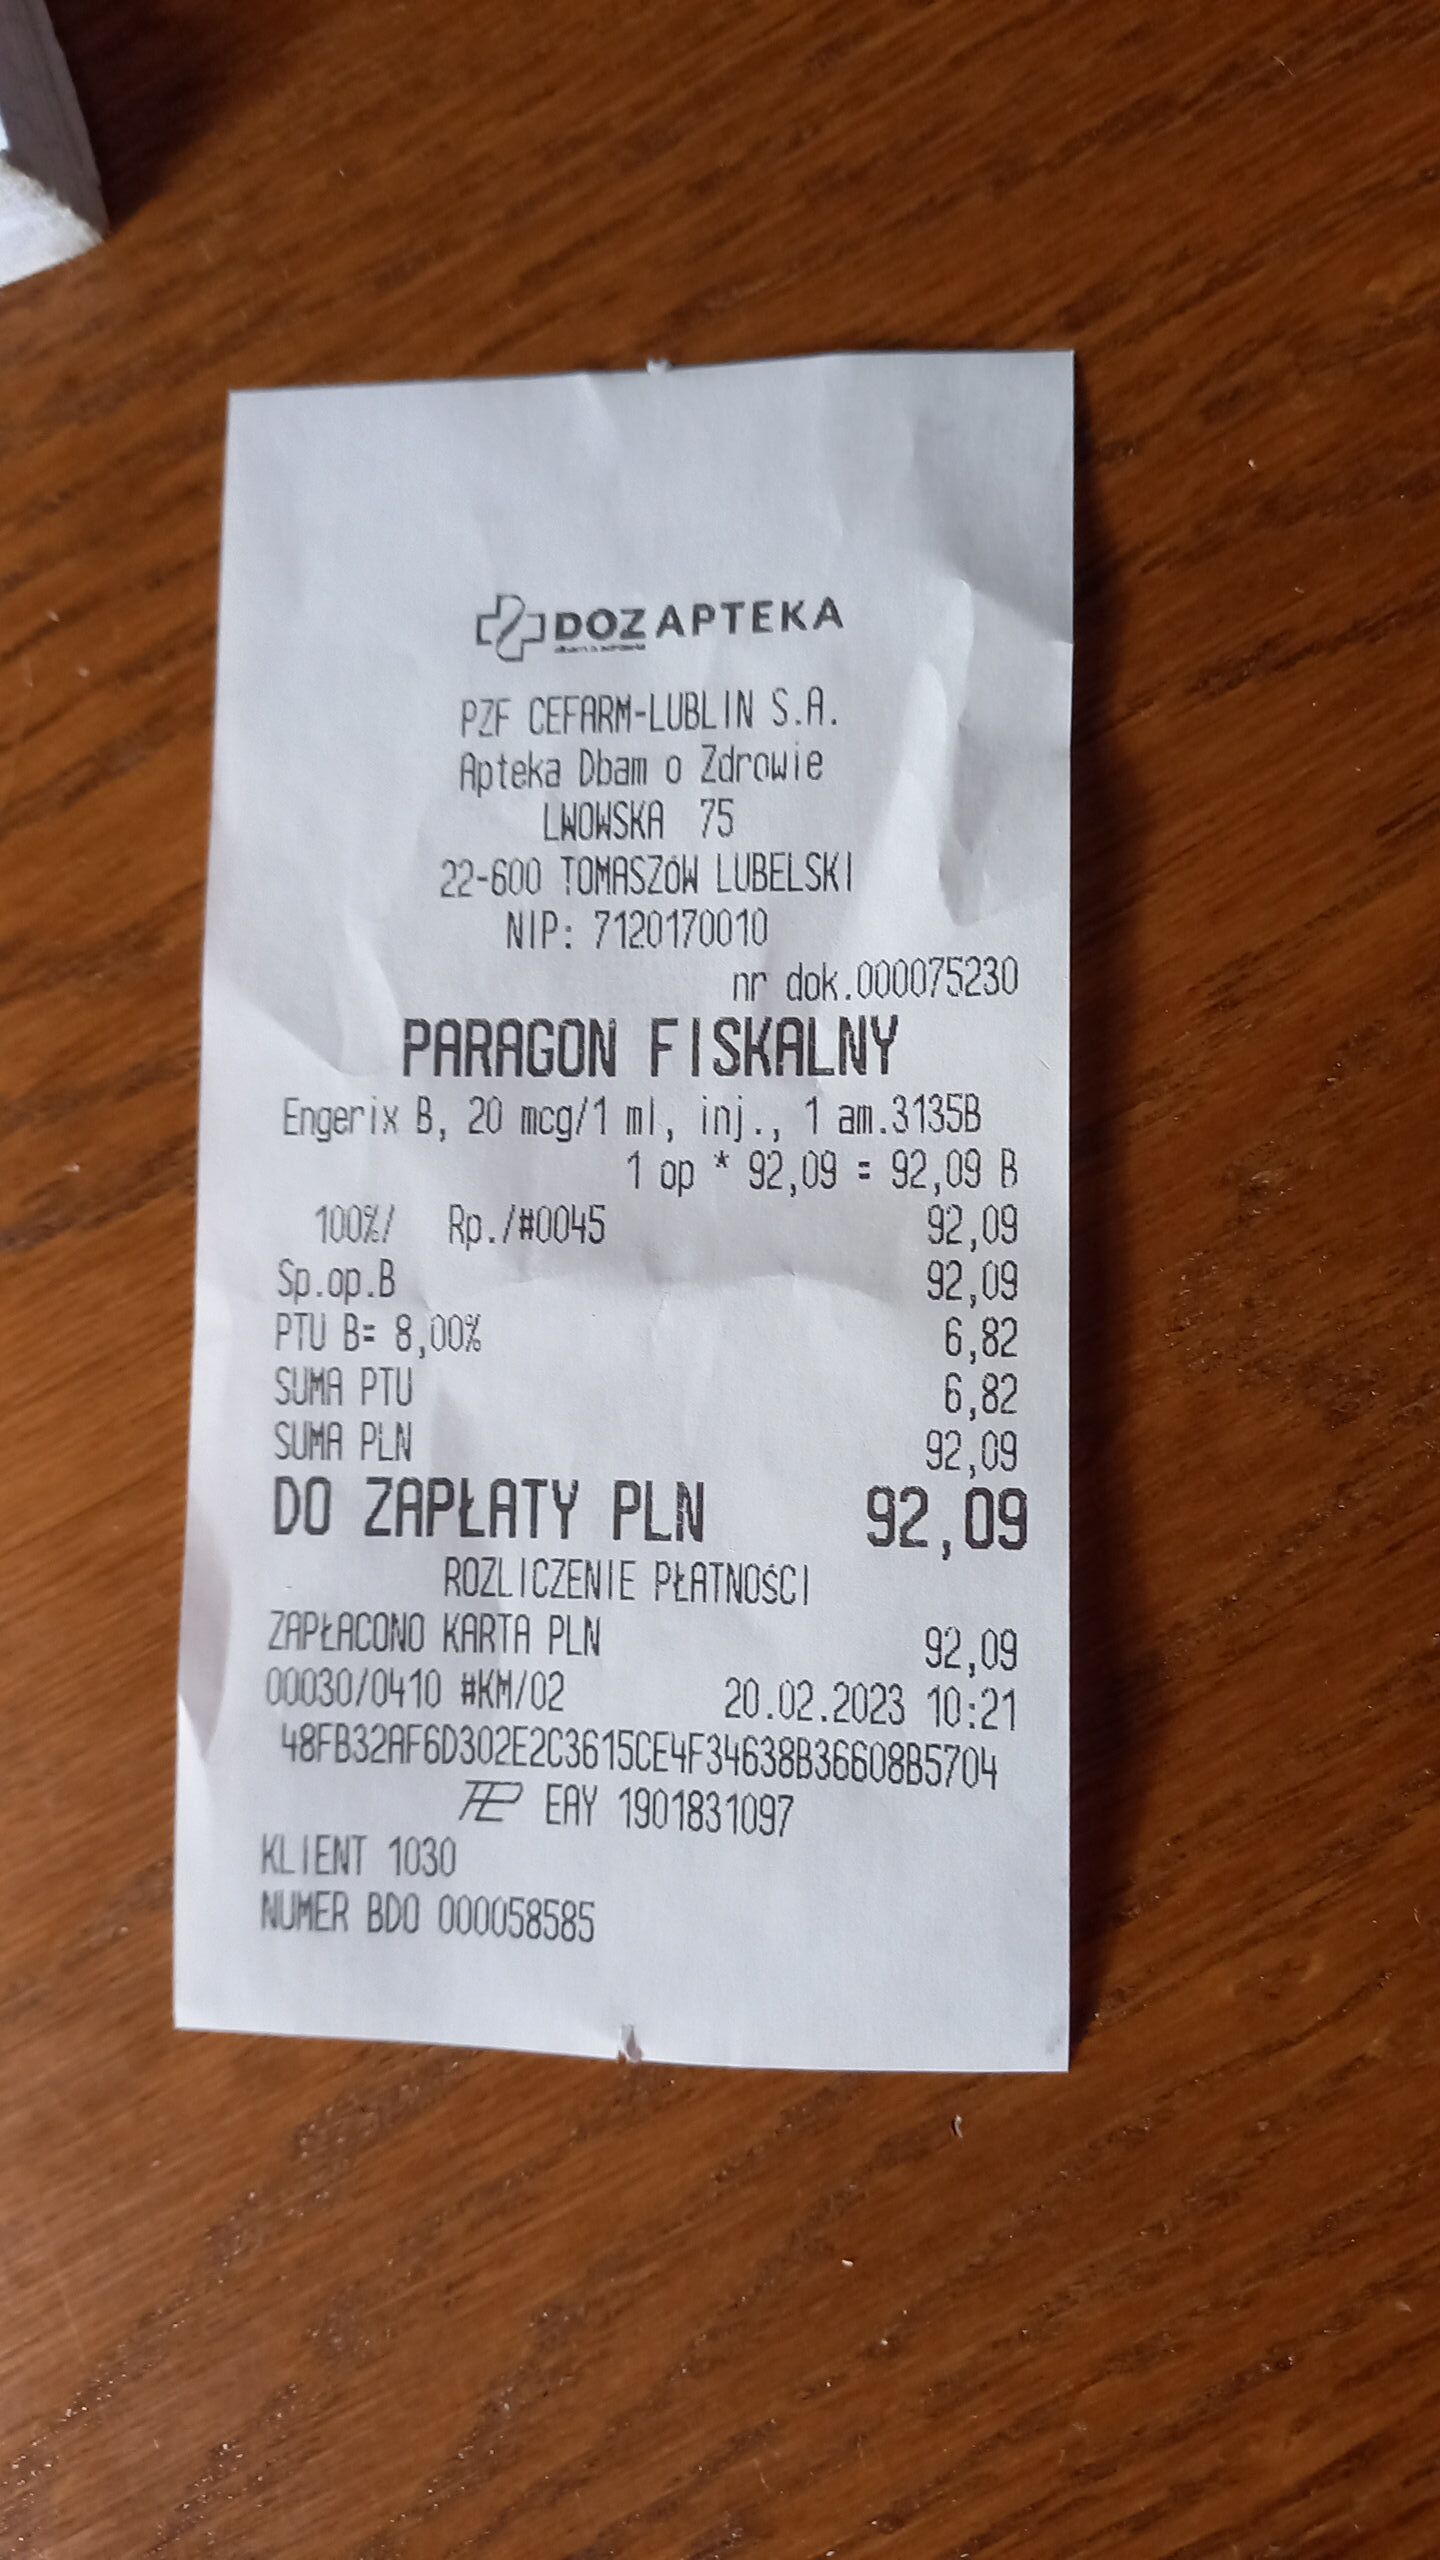 DOZ APTEKA
PZF CEFARM-LUBLIN S.A.
Apteka Dbam o Zdrowie
LWOWSKA 75
22-600 TOMASZÓW LUBELSKI
NIP: 7120170010
nr dok.000075230
PARAGON FISKALNY
Engerix B, 20 mcg/1 ml, inj., 1 am.3135B
1 op * 92,09 = 92,09 B
100%/ Rp./#0045 92,09
Sp.op.B 92,09
PTU B= 8,00% 6,82
SUMA PTU 6,82
SUMA PLN 92,09
DO ZAPŁATY PLN 92,09
ROZLICZENIE PŁATNOŚCI
ZAPŁACONO KARTA PLN 92,09
00030/0410 #KM/02 20.02.2023 10:21
48FB32AF6D302E2C3615CE4F34638B36608B5704
EAY 1901831097
KLIENT 1030
NUMER BDO 000058585